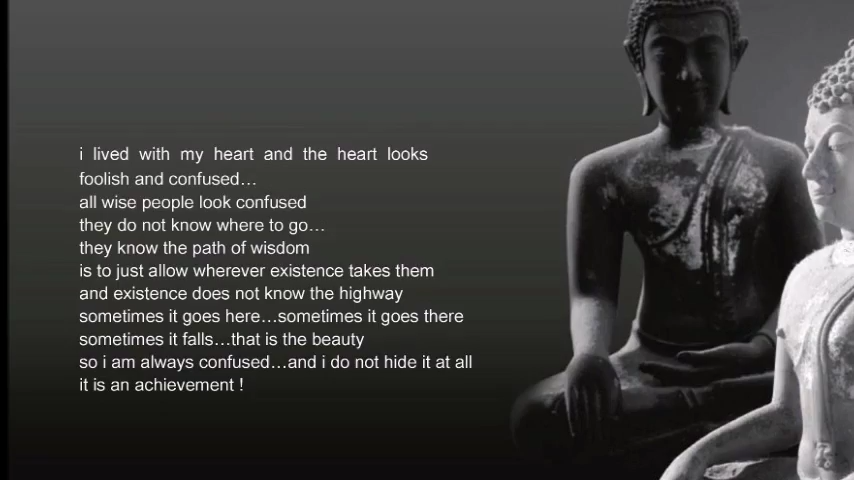 i lived with my heart and the heart looks
foolish and confused…
all wise people look confused
they do not know where to go…
they know the path of wisdom
is to just allow wherever existence takes them
and existence does not know the highway
sometimes it goes here…sometimes it goes there
sometimes it falls…that is the beauty
so i am always confused…and i do not hide it at all
it is an achievement !